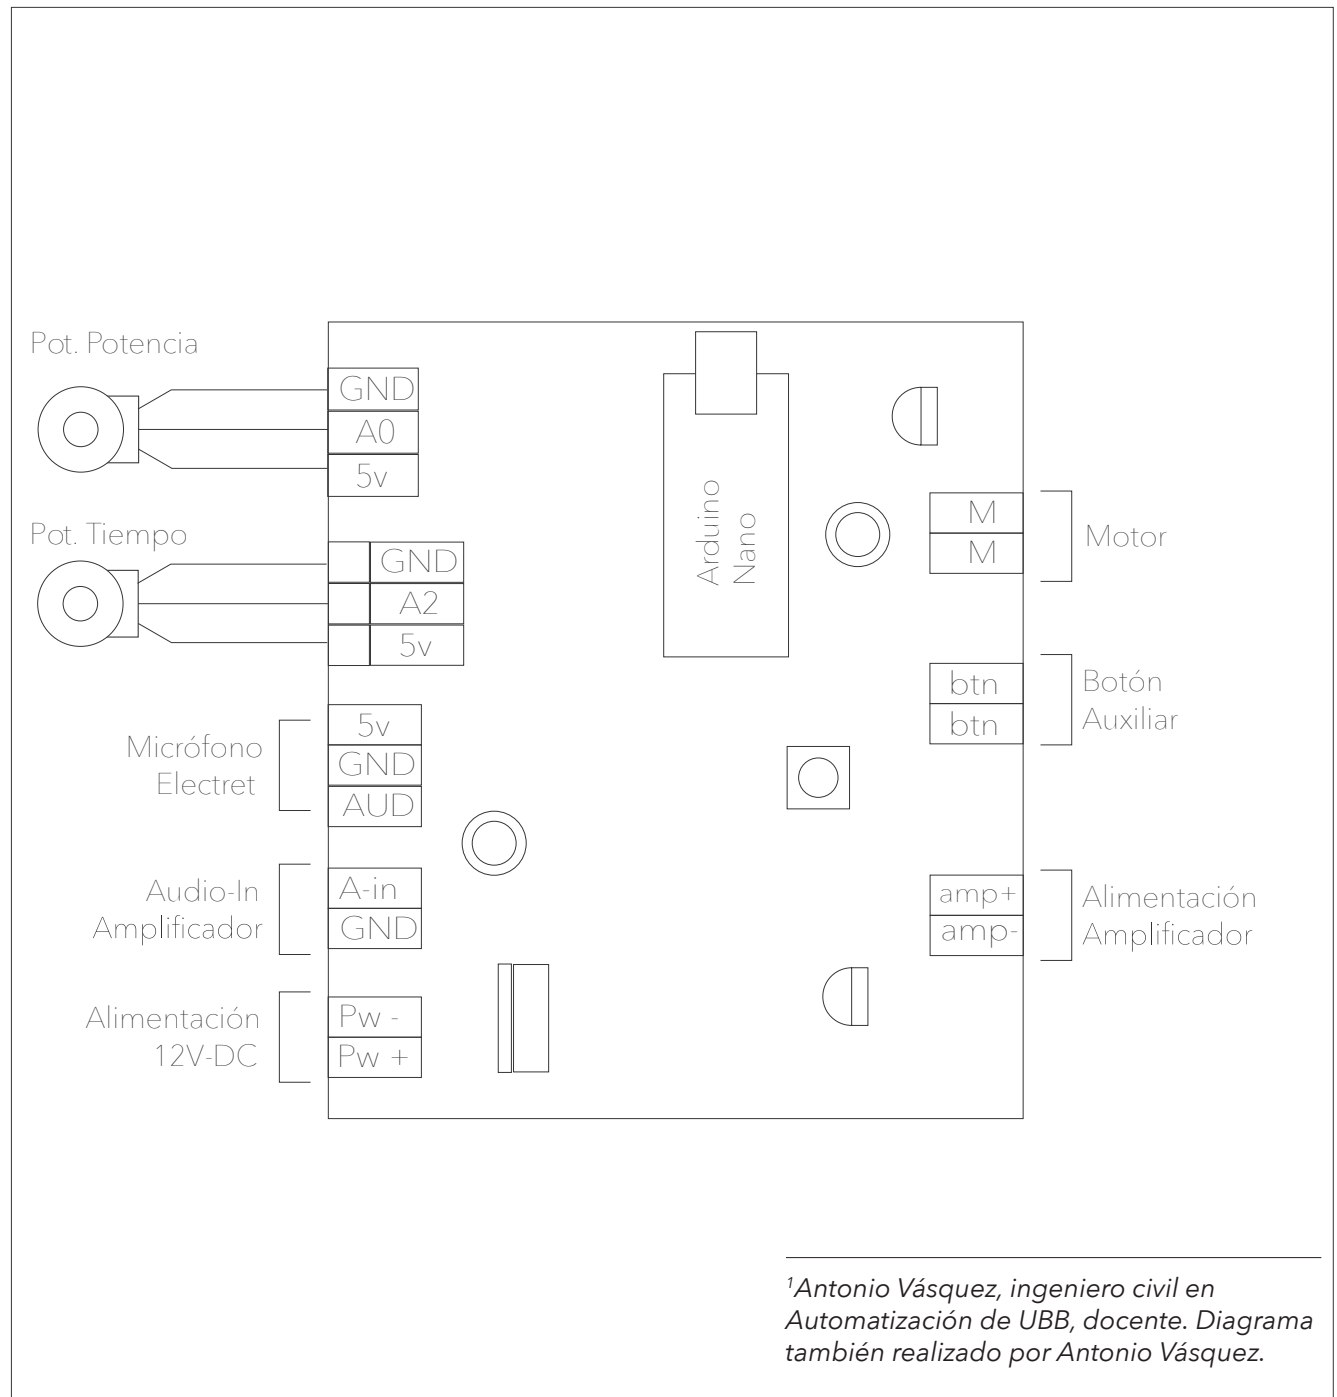 Pot. Potencia
GND
A0
5v
Pot. Tiempo
GND
A2
5v
Micrófono
Electret
5v
GND
AUD
Audio-In
Amplificador
A-in
GND
Alimentación
12V-DC
Pw -
Pw +
Arduino
Nano
M
M
Motor
btn
btn
Botón
Auxiliar
amp+
amp-
Alimentación
Amplificador
¹Antonio Vásquez, ingeniero civil en
Automatización de UBB, docente. Diagrama
también realizado por Antonio Vásquez.